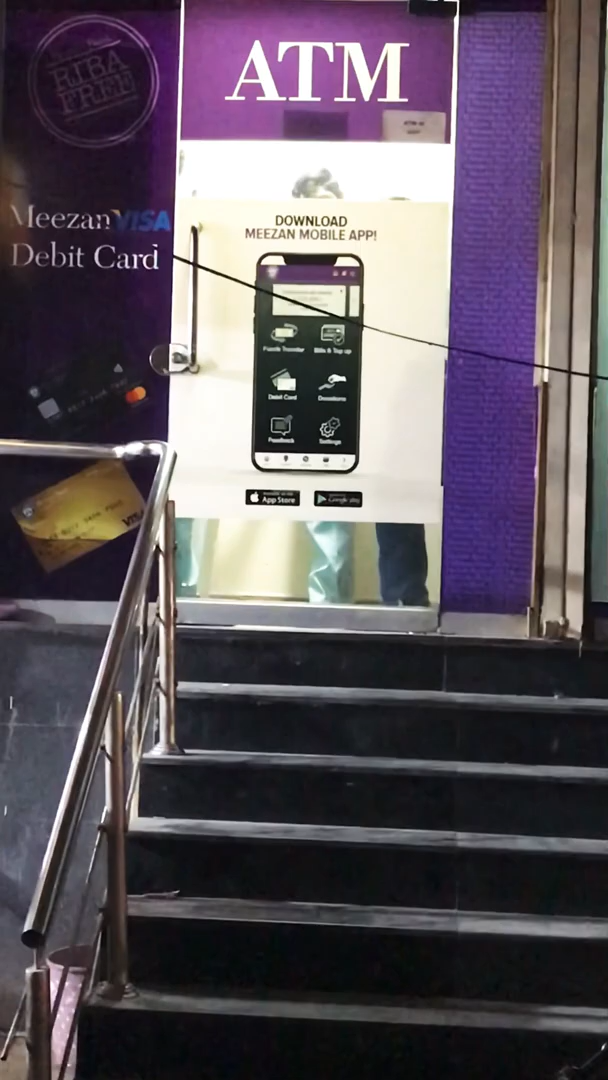 RIBA
FREE
ATM
Meezan VISA
Debit Card
DOWNLOAD
MEEZAN MOBILE APP!
Funds Transfer
Bills & Top up
Debit Card
Donations
Feedback
Settings
App Store
Google play
VISA